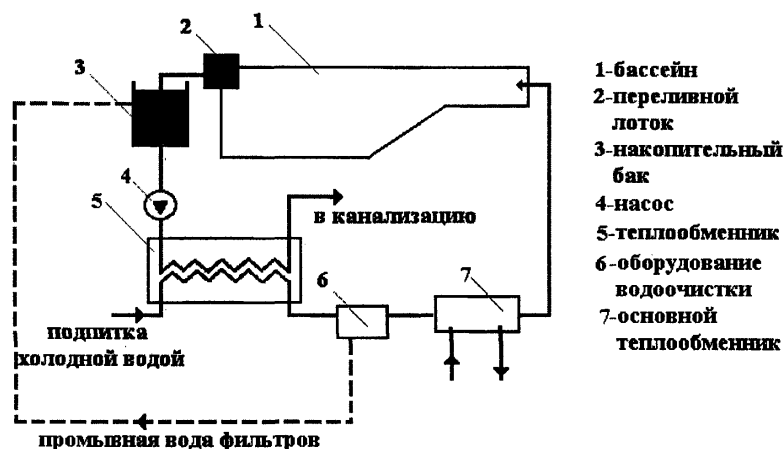 2
1
3
4
5
в канализацию
6
7
подпитка
холодной водой
промывная вода фильтров
1-бассейн
2-переливной
лоток
3-накопительный
бак
4-насос
5-теплообменник
6-оборудование
водоочистки
7-основной
теплообменник